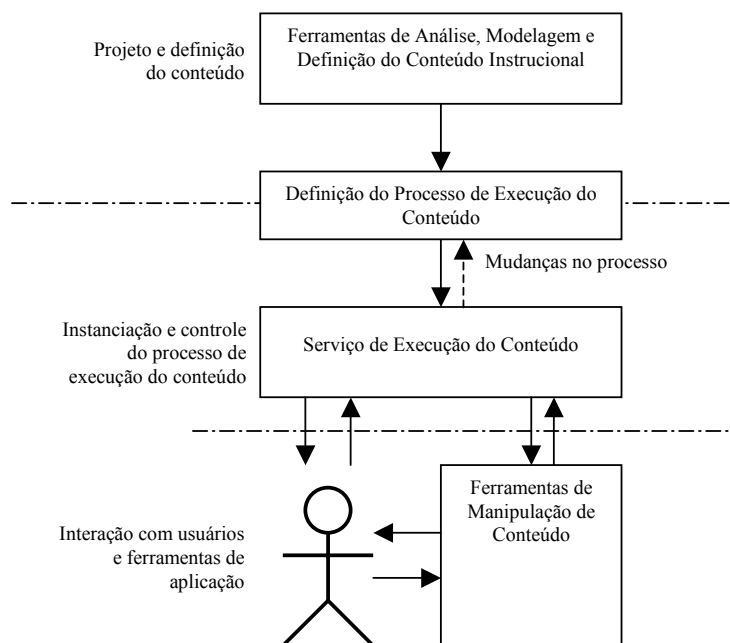 Projeto e definição
do conteúdo
Ferramentas de Análise, Modelagem e
Definição do Conteúdo Instrucional
Definição do Processo de Execução do
Conteúdo
Mudanças no processo
Instanciação e controle
do processo de
execução do conteúdo
Serviço de Execução do Conteúdo
Ferramentas de
Manipulação de
Conteúdo
Interação com usuários
e ferramentas de
aplicação